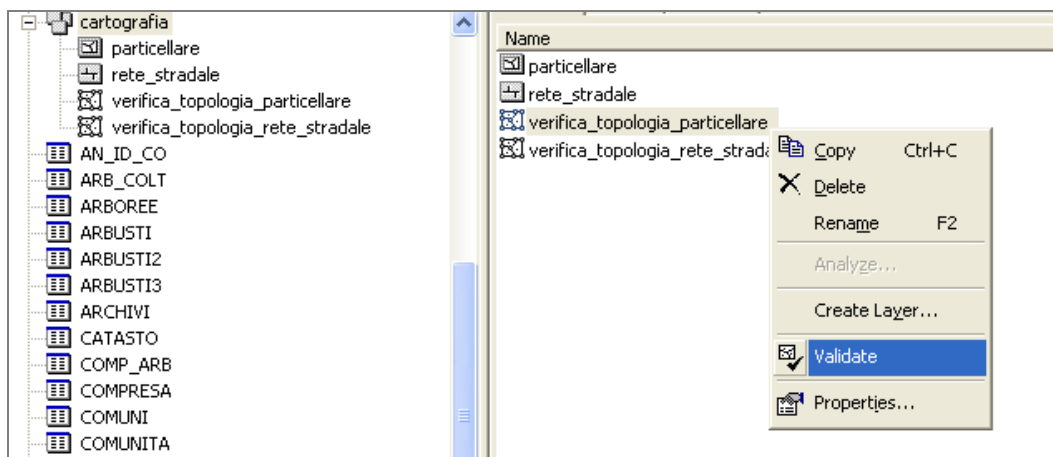 cartografia
particellare
rete_stradale
verifica_topologia_particellare
verifica_topologia_rete_stradale
AN_ID_CO
ARB_COLT
ARBOREE
ARBUSTI
ARBUSTI2
ARBUSTI3
ARCHIVI
CATASTO
COMP_ARB
COMPRESA
COMUNI
COMUNITA
Name
particellare
rete_stradale
verifica_topologia_particellare
verifica_topologia_rete_strada
Copy Ctrl+C
Delete
Rename F2
Analyze...
Create Layer...
Validate
Properties...